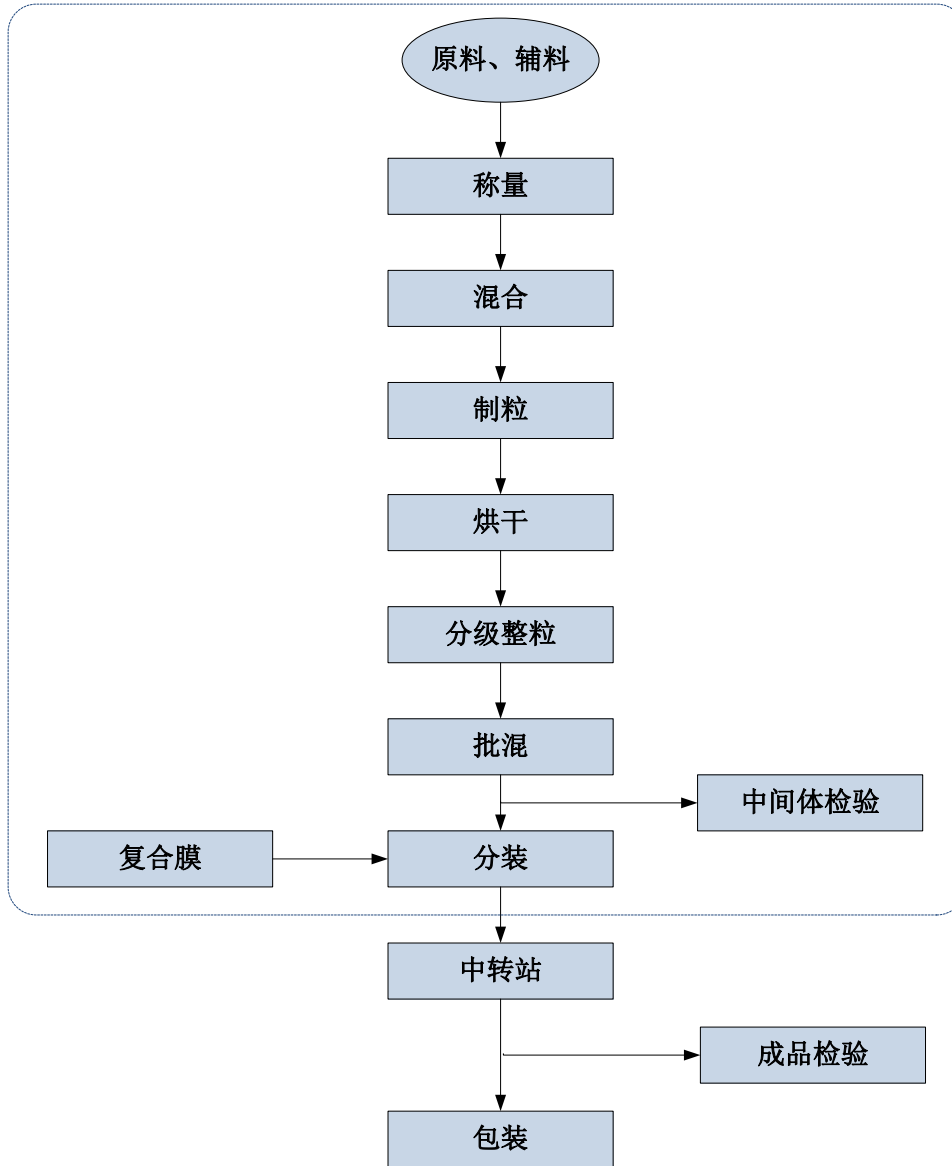 原料、辅料
称量
混合
制粒
烘干
分级整粒
批混
中间体检验
复合膜
分装
中转站
成品检验
包装